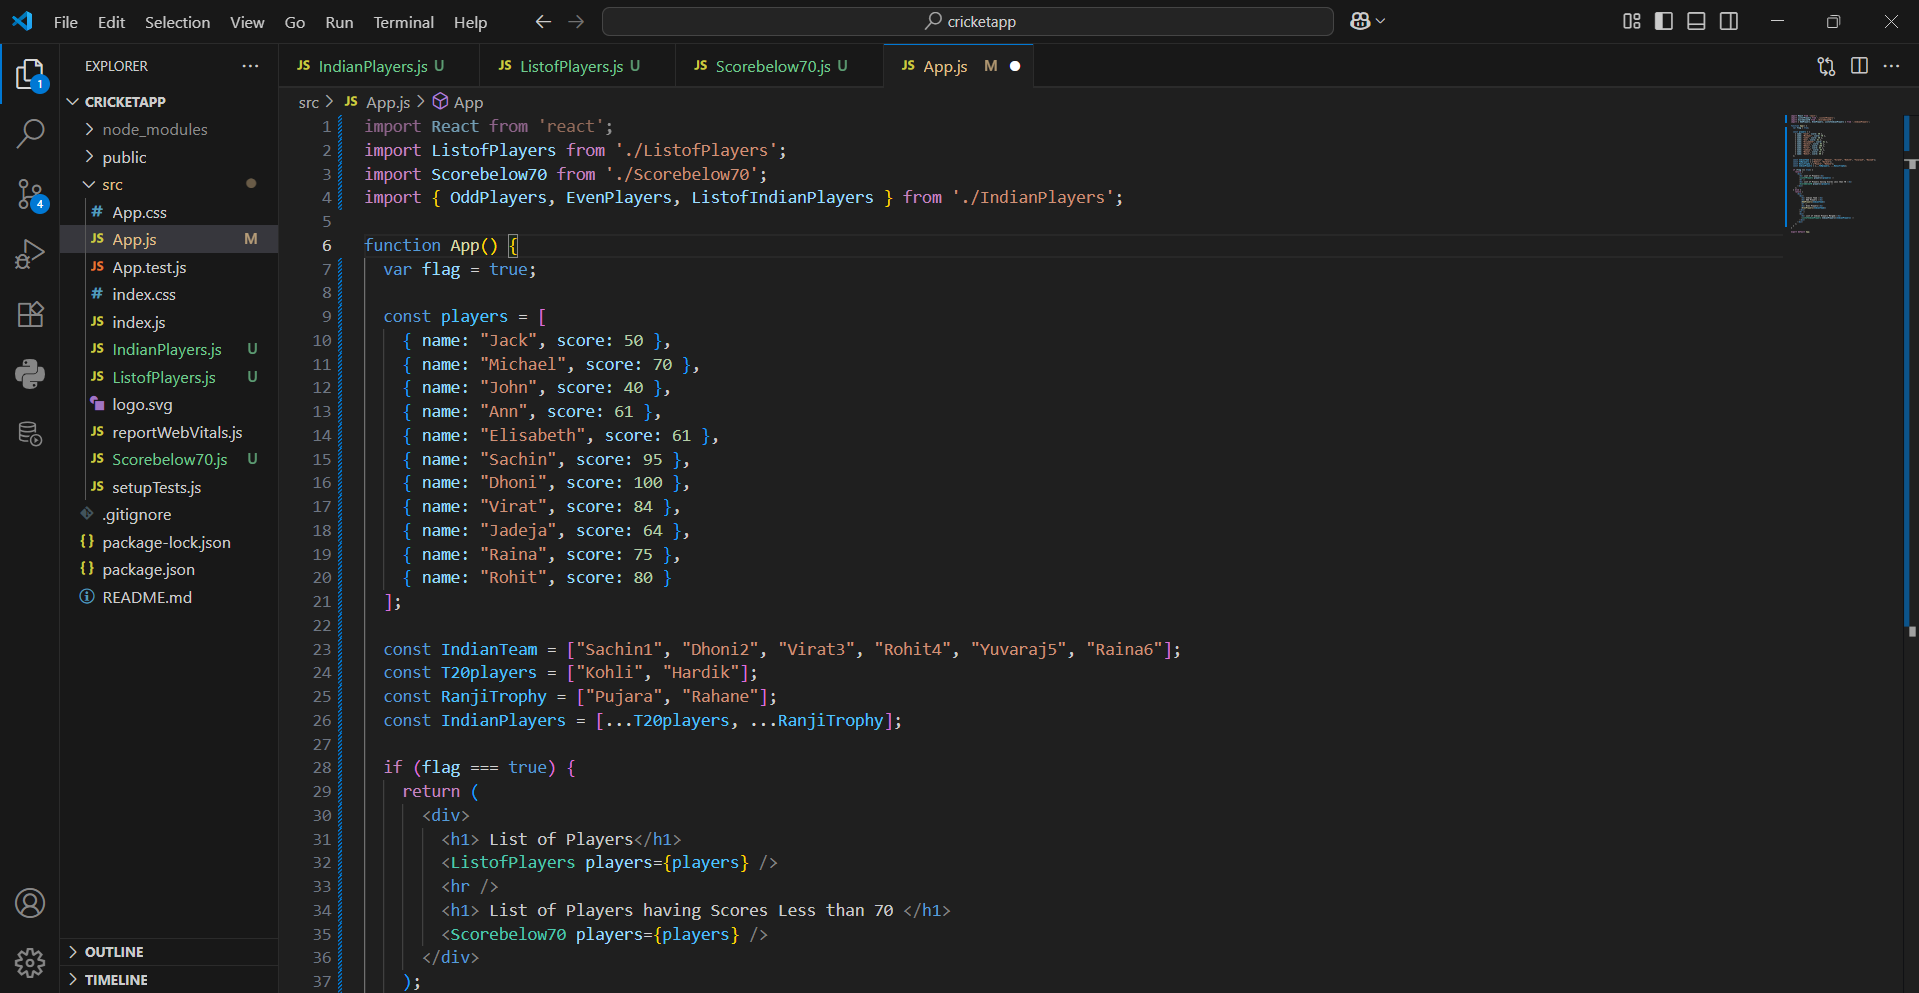 File Edit Selection View Go Run Terminal Help
cricketapp
EXPLORER
1
4
CRICKETAPP
node_modules
public
src
# App.css
JS App.js M
JS App.test.js
# index.css
JS index.js
JS IndianPlayers.js U
JS ListofPlayers.js U
logo.svg
JS reportWebVitals.js
JS Scorebelow70.js U
JS setupTests.js
.gitignore
{} package-lock.json
{} package.json
README.md
OUTLINE
TIMELINE
JS IndianPlayers.js U JS ListofPlayers.js U JS Scorebelow70.js U JS App.js M
src > JS App.js > App
1 import React from 'react';
2 import ListofPlayers from './ListofPlayers';
3 import Scorebelow70 from './Scorebelow70';
4 import { OddPlayers, EvenPlayers, ListofIndianPlayers } from './IndianPlayers';
5
6 function App() {
7 var flag = true;
8
9 const players = [
10 { name: "Jack", score: 50 },
11 { name: "Michael", score: 70 },
12 { name: "John", score: 40 },
13 { name: "Ann", score: 61 },
14 { name: "Elisabeth", score: 61 },
15 { name: "Sachin", score: 95 },
16 { name: "Dhoni", score: 100 },
17 { name: "Virat", score: 84 },
18 { name: "Jadeja", score: 64 },
19 { name: "Raina", score: 75 },
20 { name: "Rohit", score: 80 }
21 ];
22
23 const IndianTeam = ["Sachin1", "Dhoni2", "Virat3", "Rohit4", "Yuvaraj5", "Raina6"];
24 const T20players = ["Kohli", "Hardik"];
25 const RanjiTrophy = ["Pujara", "Rahane"];
26 const IndianPlayers = [...T20players, ...RanjiTrophy];
27
28 if (flag === true) {
29 return (
30 <div>
31 <h1> List of Players</h1>
32 <ListofPlayers players={players} />
33 <hr />
34 <h1> List of Players having Scores Less than 70 </h1>
35 <Scorebelow70 players={players} />
36 </div>
37 );